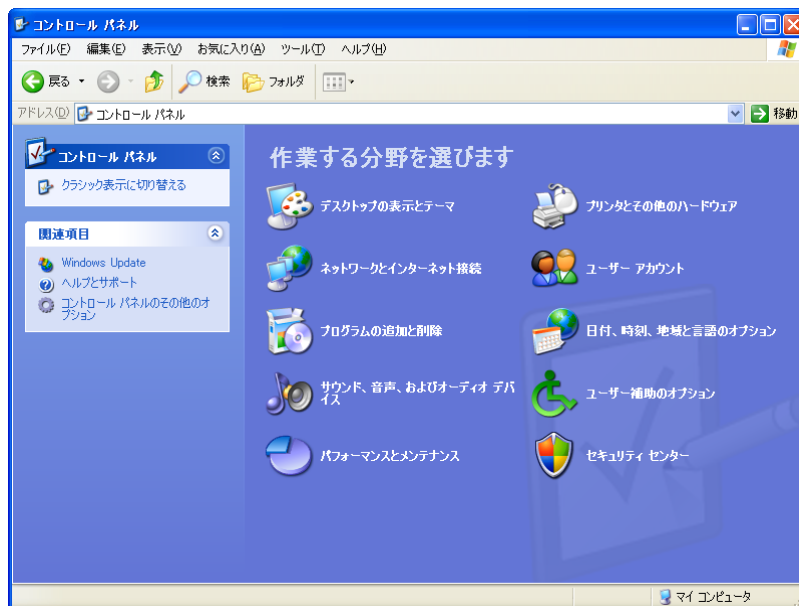 コントロール パネル
ファイル(F) 編集(E) 表示(V) お気に入り(A) ツール(T) ヘルプ(H)
戻る 検索 フォルダ
アドレス(D) コントロール パネル 移動
コントロール パネル
クラシック表示に切り替える
関連項目
Windows Update
ヘルプとサポート
コントロール パネルのその他のオ
プション
作業する分野を選びます
デスクトップの表示とテーマ
プリンタとその他のハードウェア
ネットワークとインターネット接続
ユーザー アカウント
プログラムの追加と削除
日付、時刻、地域と言語のオプション
サウンド、音声、およびオーディオ デバ
イス
ユーザー補助のオプション
パフォーマンスとメンテナンス
セキュリティ センター
マイ コンピュータ